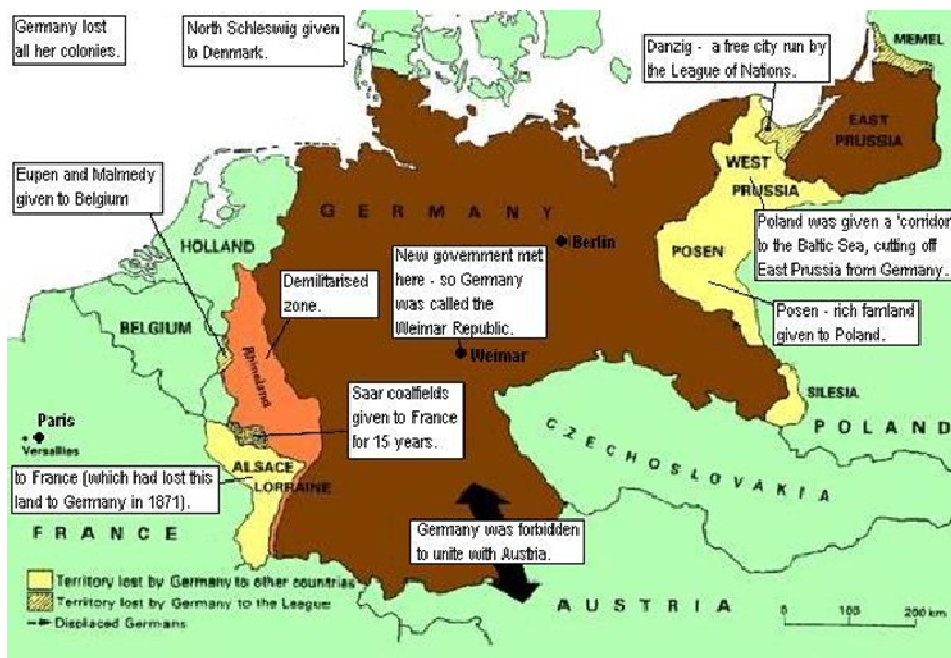 Germany lost
all her colonies.
North Schleswig given
to Denmark.
Danzig - a free city run by
the League of Nations.
MEMEL
EAST
PRUSSIA
WEST
PRUSSIA
Eupen and Malmedy
given to Belgium
GERMANY
Berlin
HOLLAND
POSEN
Poland was given a 'corridor
to the Baltic Sea, cutting off
East Prussia from Germany.
New government met
here - so Germany
was called the
Weimar Republic.
Demilitarised
zone.
Posen - rich famland
given to Poland.
BELGIUM
Weimar
Rhineland
SILESIA
Saar coalfields
given to France
for 15 years.
Paris
Versailles
POLAND
CZECHOSLOVAKIA
ALSACE
LORRAINE
to France (which had lost this
land to Germany in 1871).
FRANCE
Germany was forbidden
to unite with Austria.
Territory lost by Germany to other countries
Territory lost by Germany to the League
Displaced Germans
AUSTRIA
0 100 200 km